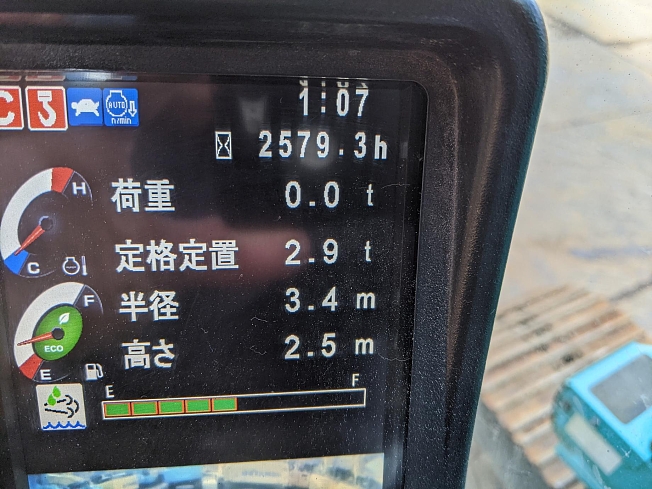 C AUTO n/min
1:07
2579.3h
荷重 0.0 t
定格定置 2.9 t
半径 3.4 m
高さ 2.5 m
H
C
F
ECO
E
E F